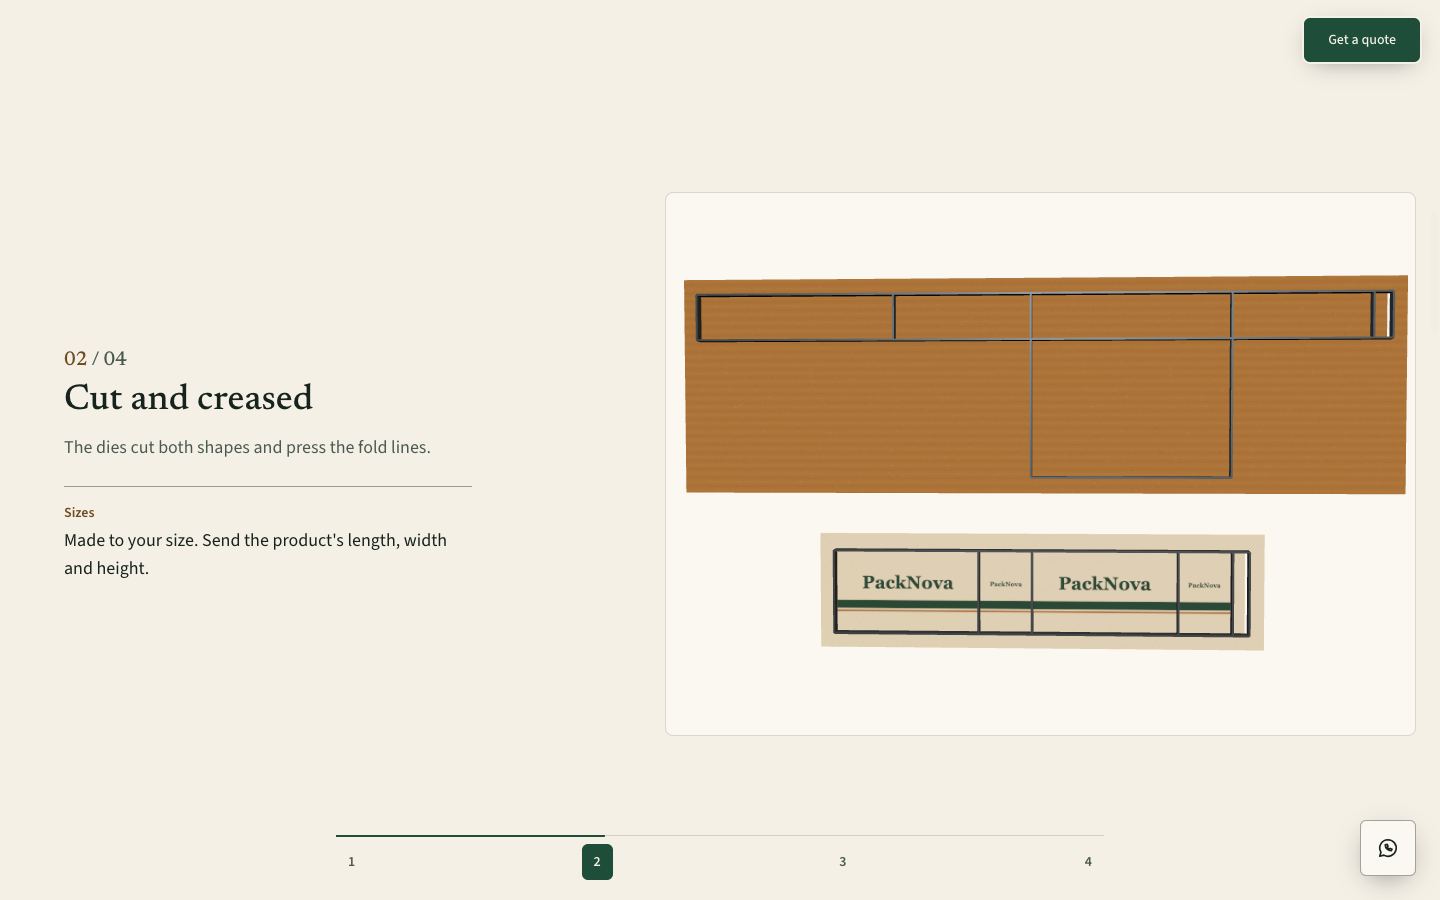 Get a quote
02 / 04
Cut and creased
The dies cut both shapes and press the fold lines.
Sizes
Made to your size. Send the product's length, width
and height.
PackNova PackNova PackNova PackNova
1 2 3 4